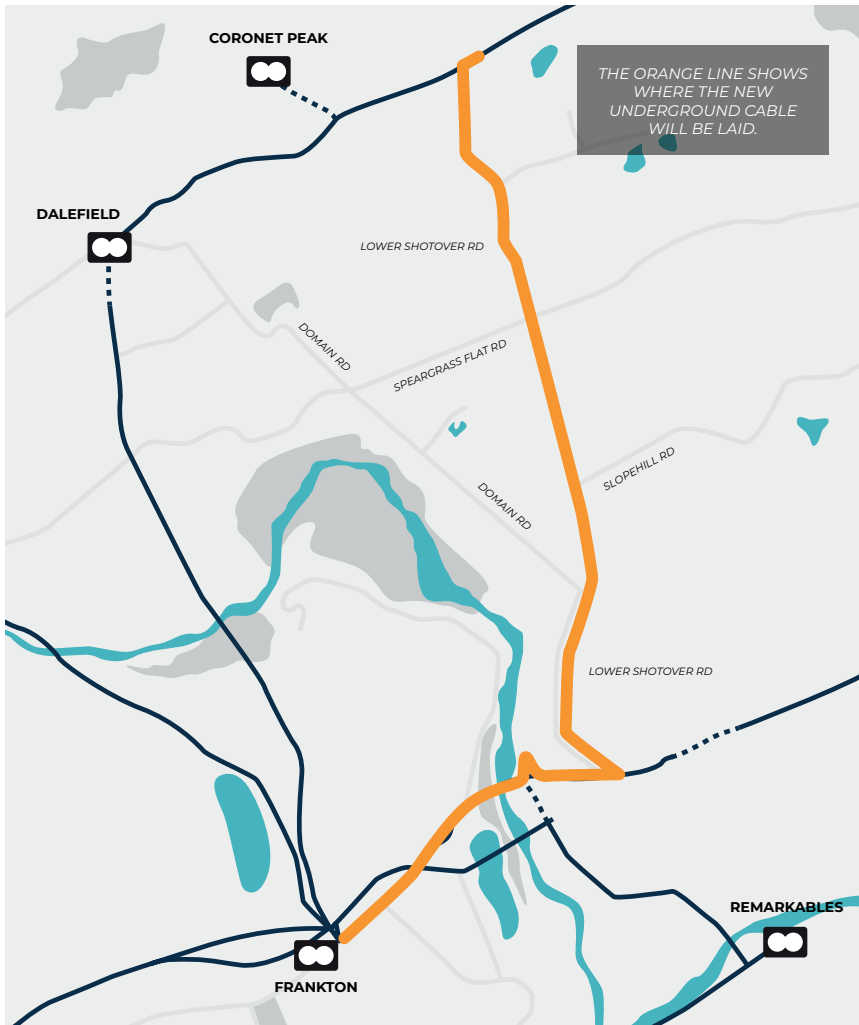 CORONET PEAK
THE ORANGE LINE SHOWS
WHERE THE NEW
UNDERGROUND CABLE
WILL BE LAID.
DALEFIELD
LOWER SHOTOVER RD
DOMAIN RD
SPEARGRASS FLAT RD
SLOPEHILL RD
DOMAIN RD
LOWER SHOTOVER RD
REMARKABLES
FRANKTON